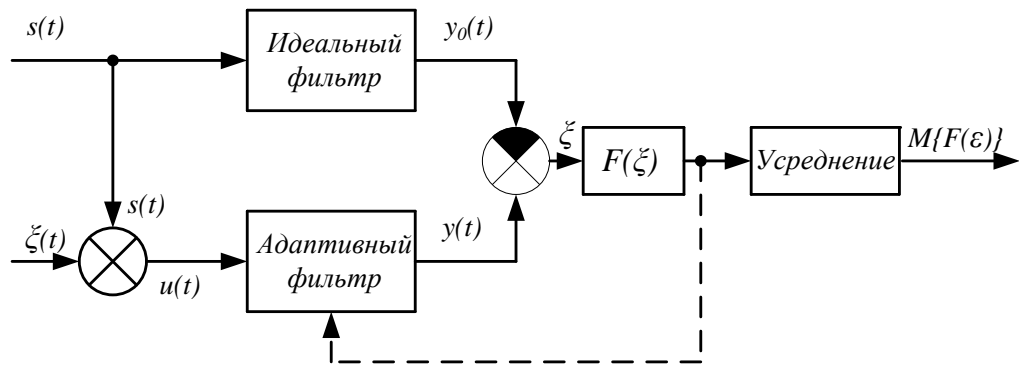 s(t)
Идеальный
фильтр
y₀(t)
ξ
F(ξ)
Усреднение
M{F(ε)}
s(t)
ξ(t)
u(t)
Адаптивный
фильтр
y(t)